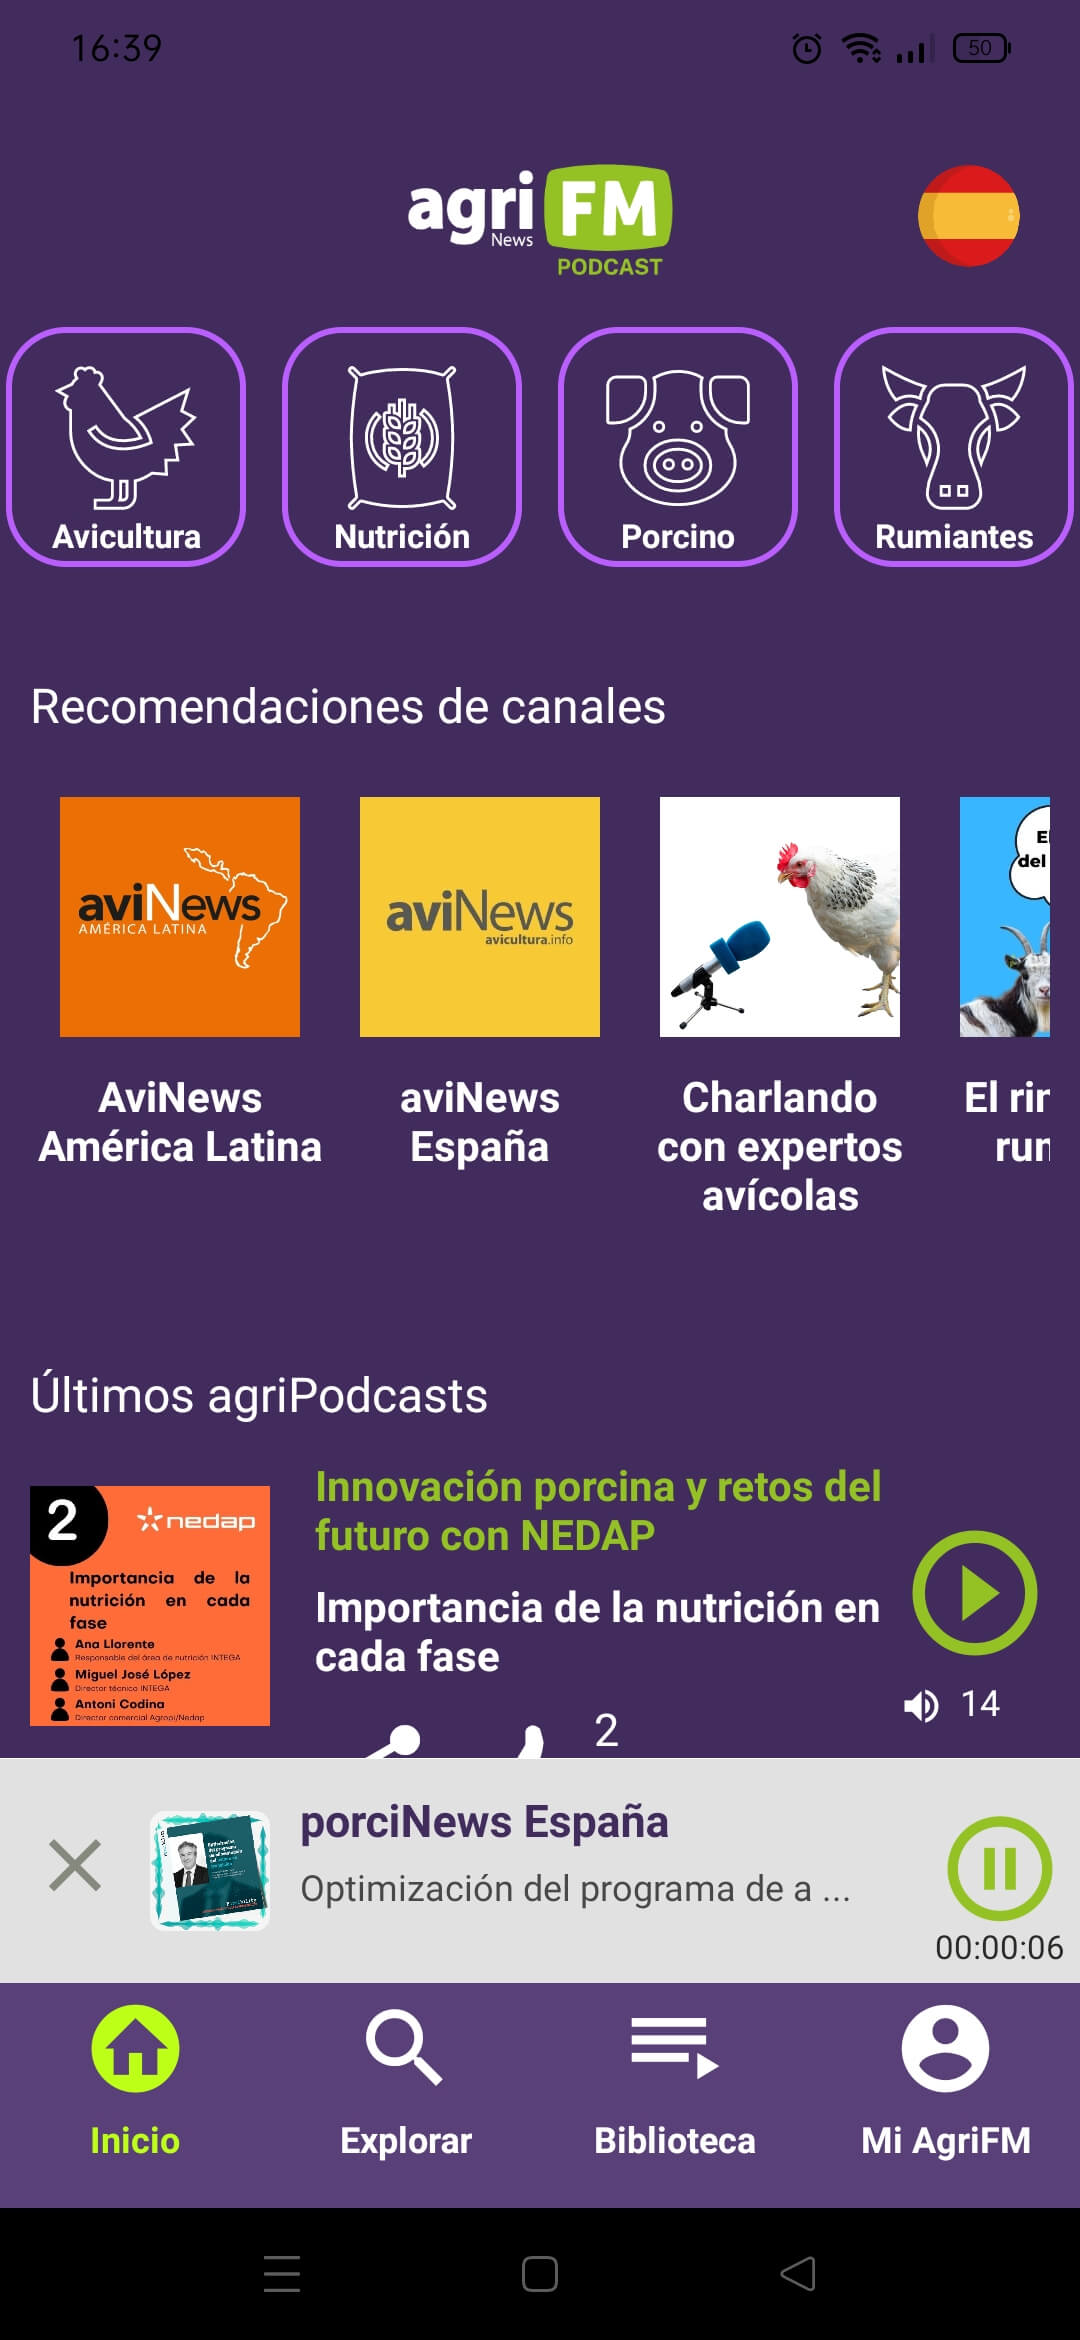 16:39
50
agri FM
News
PODCAST
Avicultura
Nutrición
Porcino
Rumiantes
Recomendaciones de canales
aviNews
AMÉRICA LATINA
aviNews
avicultura.info
El
del
AviNews
América Latina
aviNews
España
Charlando
con expertos
avícolas
El rin
run
Últimos agriPodcasts
2
nedap
Importancia de la
nutrición en cada
fase
Ana Llorente
Responsable del área de nutrición INTEGA
Miguel José López
Director técnico INTEGA
Antoni Codina
Director comercial Agropi/Nedap
Innovación porcina y retos del
futuro con NEDAP
Importancia de la nutrición en
cada fase
14
2
porciNews España
Optimización del programa de a ...
00:00:06
Inicio
Explorar
Biblioteca
Mi AgriFM